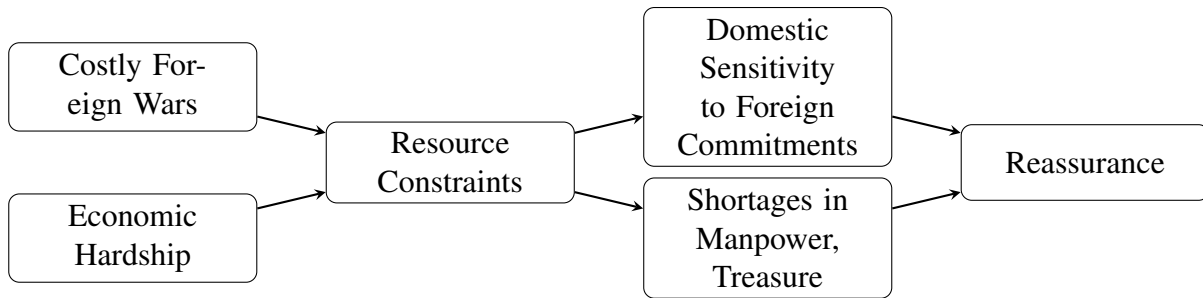 Costly For-
eign Wars
Economic
Hardship
Resource
Constraints
Domestic
Sensitivity
to Foreign
Commitments
Shortages in
Manpower,
Treasure
Reassurance